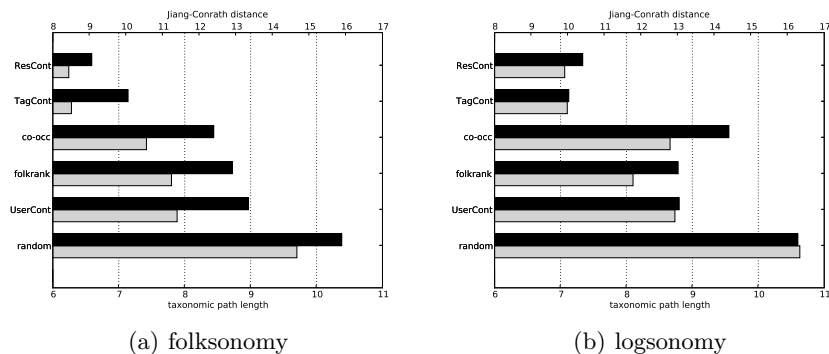 Jiang-Conrath distance
8 9 10 11 12 13 14 15 16 17
ResCont
TagCont
co-occ
folkrank
UserCont
random
6 7 8 9 10 11
taxonomic path length
(a) folksonomy
Jiang-Conrath distance
8 9 10 11 12 13 14 15 16 17
ResCont
TagCont
co-occ
folkrank
UserCont
random
6 7 8 9 10 11
taxonomic path length
(b) logsonomy